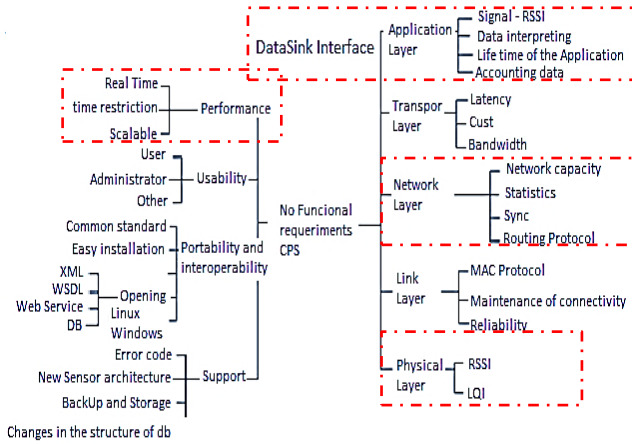 DataSink Interface
Application
Layer
Signal - RSSI
Data interpreting
Life time of the Application
Accounting data
Real Time
time restriction
Scalable
Performance
Transpor
Layer
Latency
Cust
Bandwidth
User
Administrator
Other
Usability
Network
Layer
Network capacity
Statistics
Sync
Routing Protocol
No Funcional
requeriments
CPS
Common standard
Easy installation
Portability and
interoperability
XML
WSDL
Web Service
DB
Opening
Linux
Windows
Link
Layer
MAC Protocol
Maintenance of connectivity
Reliability
Error code
New Sensor architecture
BackUp and Storage
Changes in the structure of db
Support
Physical
Layer
RSSI
LQI